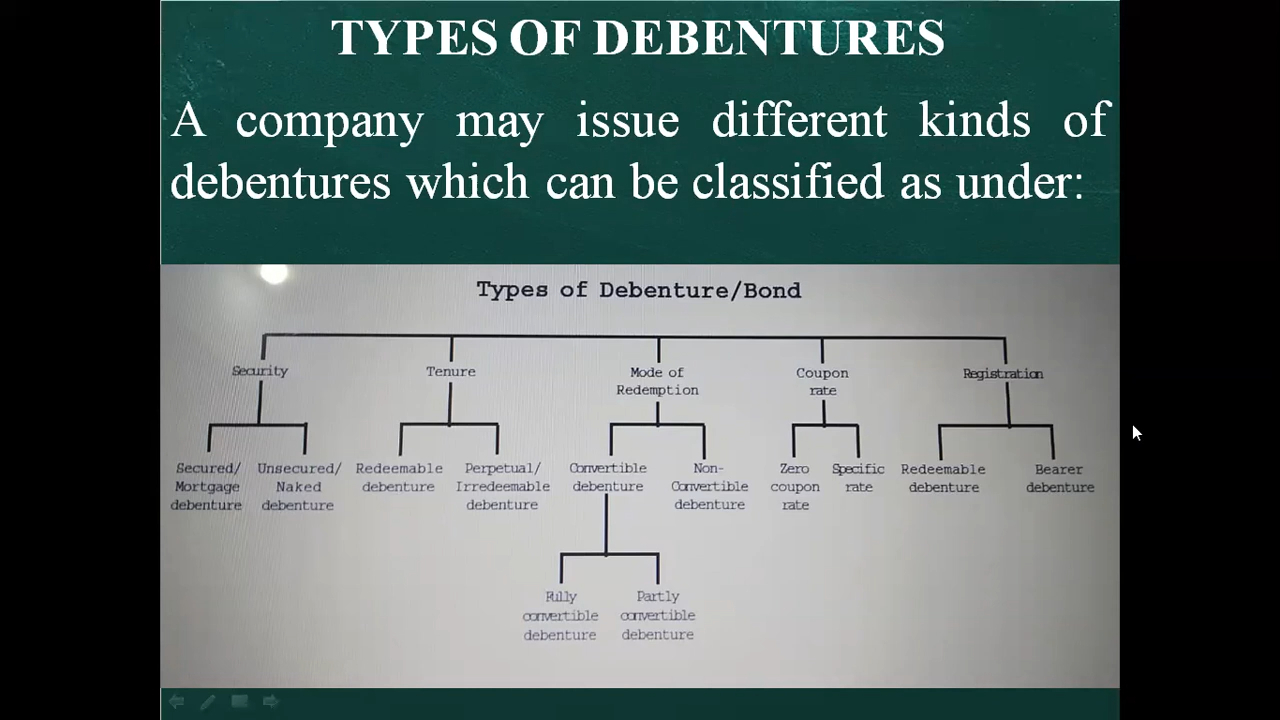 TYPES OF DEBENTURES
A company may issue different kinds of
debentures which can be classified as under:
Types of Debenture/Bond
Security
Tenure
Mode of
Redemption
Coupon
rate
Registration
Secured/
Mortgage
debenture
Unsecured/
Naked
debenture
Redeemable
debenture
Perpetual/
Irredeemable
debenture
Convertible
debenture
Non-
Convertible
debenture
Zero
coupon
rate
Specific
rate
Redeemable
debenture
Bearer
debenture
Fully
convertible
debenture
Partly
convertible
debenture